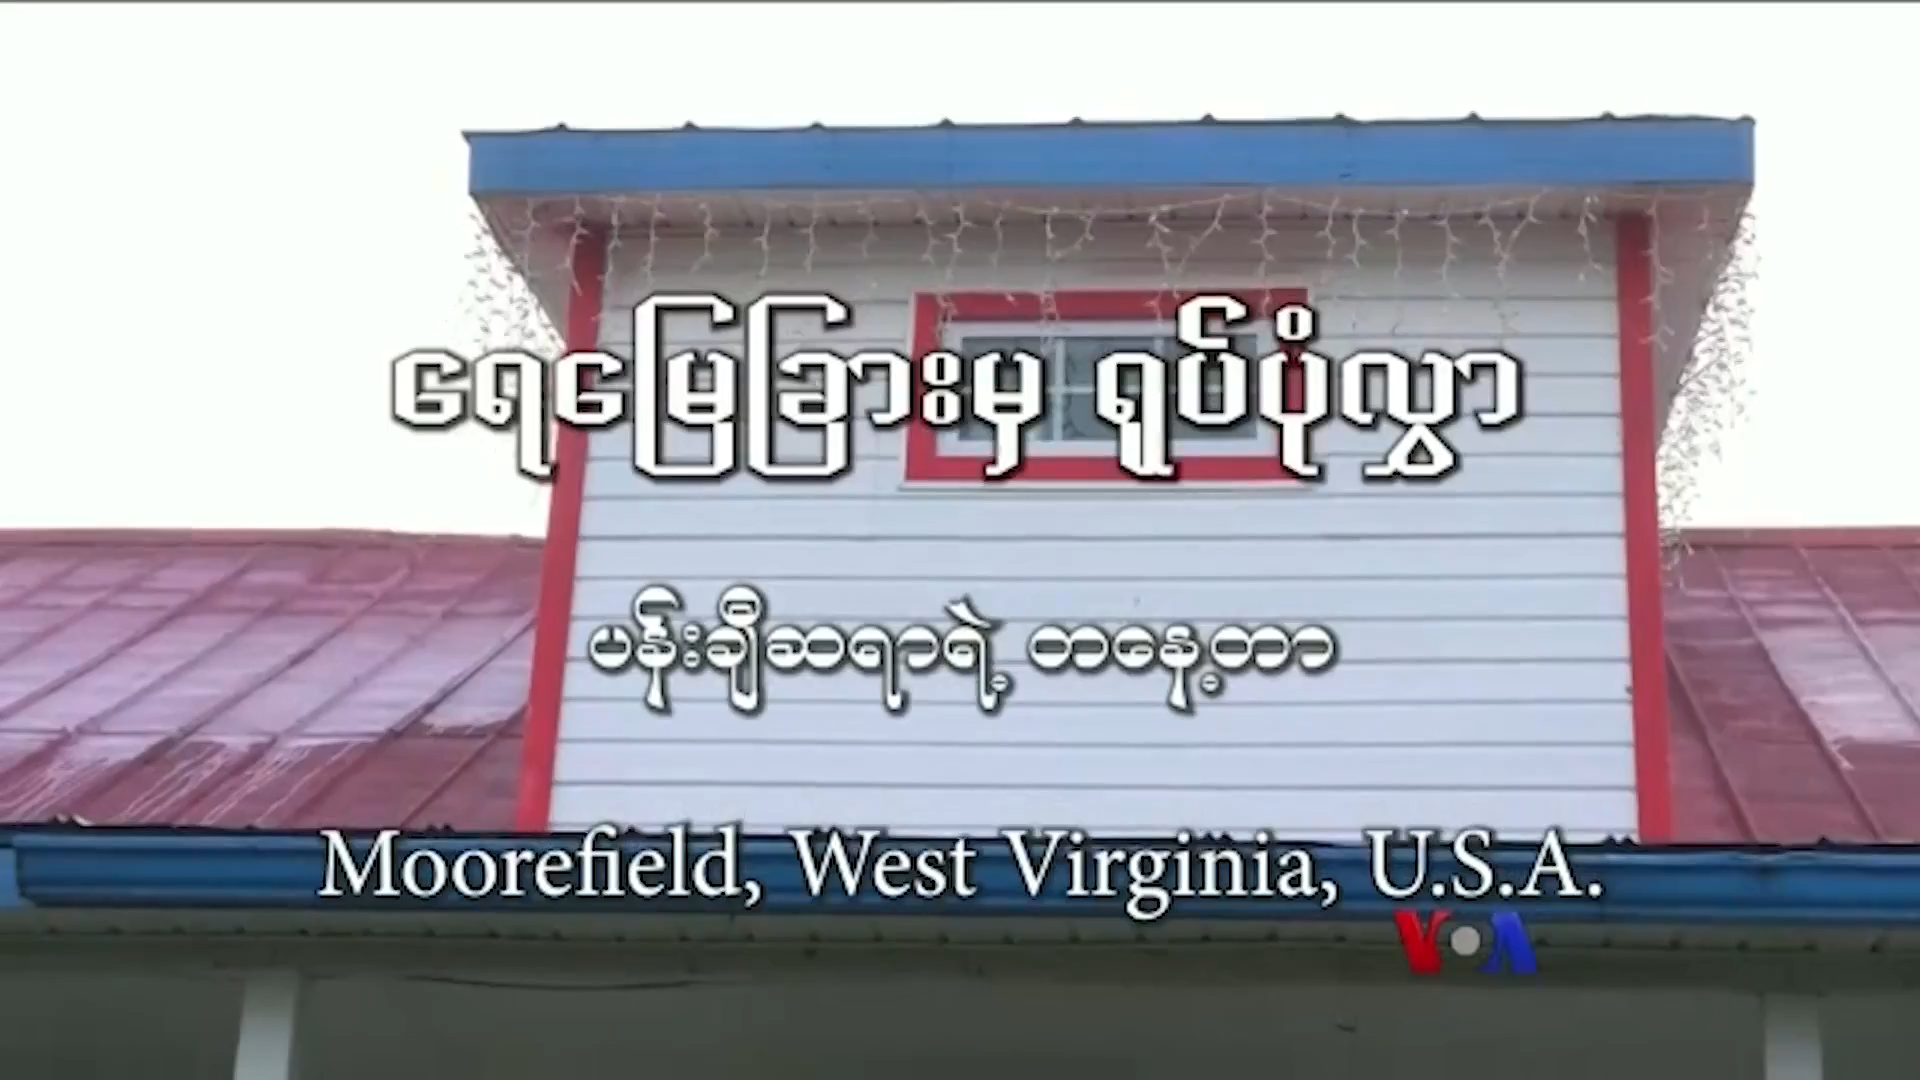 ရေမြေခြားမှ ရုပ်ပုံလွှာ
ပန်းချီဆရာရဲ့ တနေ့တာ
Moorefield, West Virginia, U.S.A.
VOA